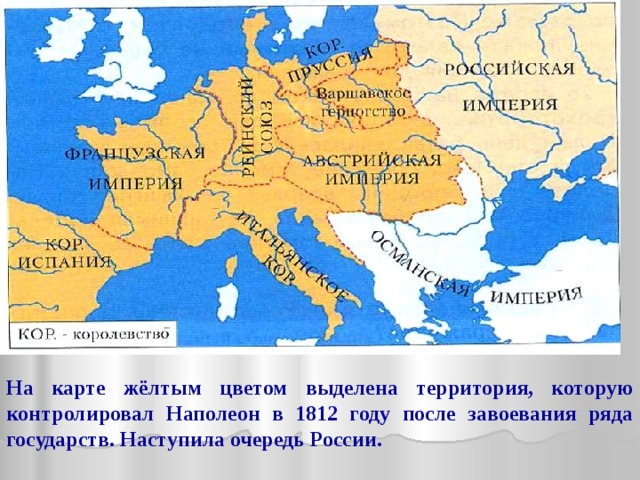 КОР.
ПРУССИЯ
РОССИЙСКАЯ
ИМПЕРИЯ
Варшавское
герцогство
РЕЙНСКИЙ
СОЮЗ
ФРАНЦУЗСКАЯ
ИМПЕРИЯ
АВСТРИЙСКАЯ
ИМПЕРИЯ
КОР.
ИСПАНИЯ
ИТАЛЬЯНСКОЕ
КОР.
ОСМАНСКАЯ
ИМПЕРИЯ
КОР. - королевство
На карте жёлтым цветом выделена территория, которую
контролировал Наполеон в 1812 году после завоевания ряда
государств. Наступила очередь России.